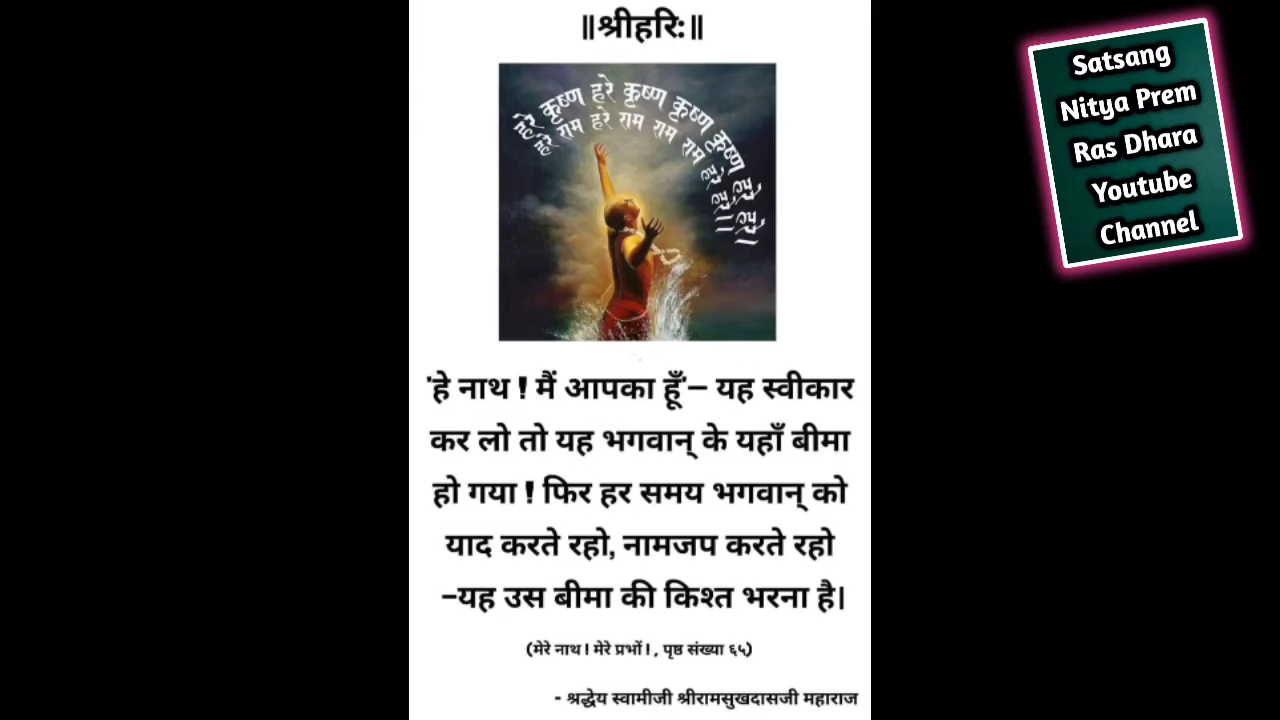 ॥श्रीहरि:॥
हरे कृष्ण हरे कृष्ण कृष्ण कृष्ण हरे हरे।
हरे राम हरे राम राम राम हरे हरे।।
'हे नाथ ! मैं आपका हूँ'– यह स्वीकार
कर लो तो यह भगवान् के यहाँ बीमा
हो गया ! फिर हर समय भगवान् को
याद करते रहो, नामजप करते रहो
–यह उस बीमा की किश्त भरना है।
(मेरे नाथ ! मेरे प्रभों ! , पृष्ठ संख्या ६५)
- श्रद्धेय स्वामीजी श्रीरामसुखदासजी महाराज
Satsang
Nitya Prem
Ras Dhara
Youtube
Channel